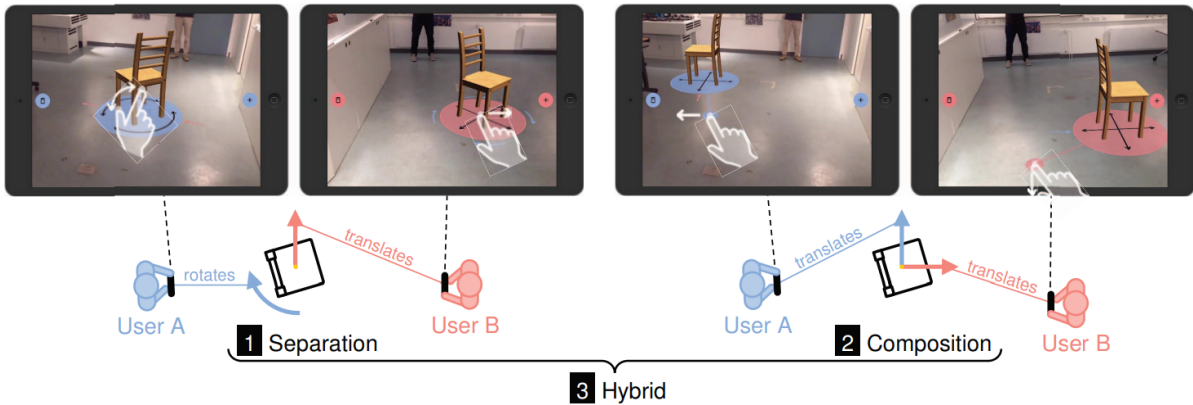 rotates
translates
translates
translates
User A
User B
User A
User B
1 Separation
2 Composition
3 Hybrid